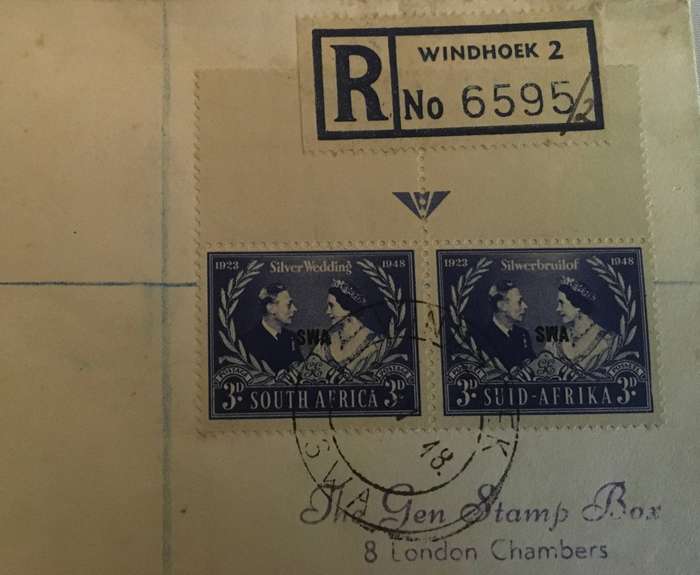 R
WINDHOEK 2
No 6595/2
1923 Silver Wedding 1948
SWA
POSTAGE POSTAGE
3D SOUTH AFRICA 3D
1923 Silwerbruilof 1948
SWA
3D SUID-AFRIKA 3D
SWA
48.
The Gen Stamp Box
8 London Chambers